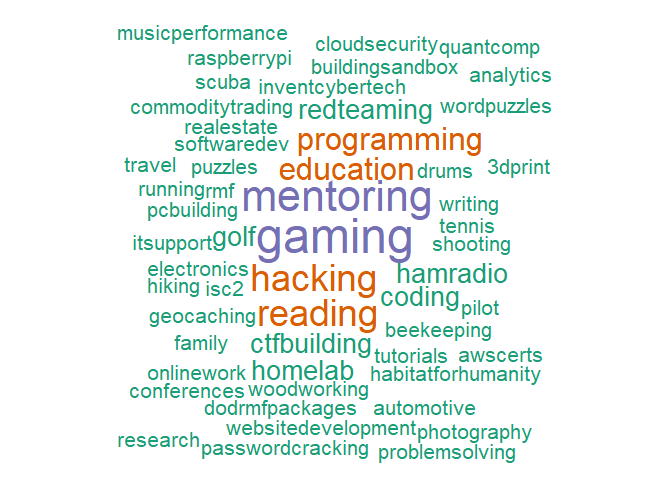 musicperformance
cloudsecurity quantcomp
raspberrypi
buildingsandbox
analytics
scuba inventcybertech
commoditytrading redteaming wordpuzzles
realestate
softwaredev programming
travel puzzles education drums 3dprint
running rmf mentoring writing
pcbuilding
tennis
itsupport golf gaming shooting
electronics
hiking isc2 hacking hamradio
coding pilot
geocaching reading
beekeeping
family ctfbuilding tutorials awscerts
onlinework homelab habitatforhumanity
conferences woodworking
dodrmfpackages automotive
websitedevelopment photography
research passwordcracking problemsolving